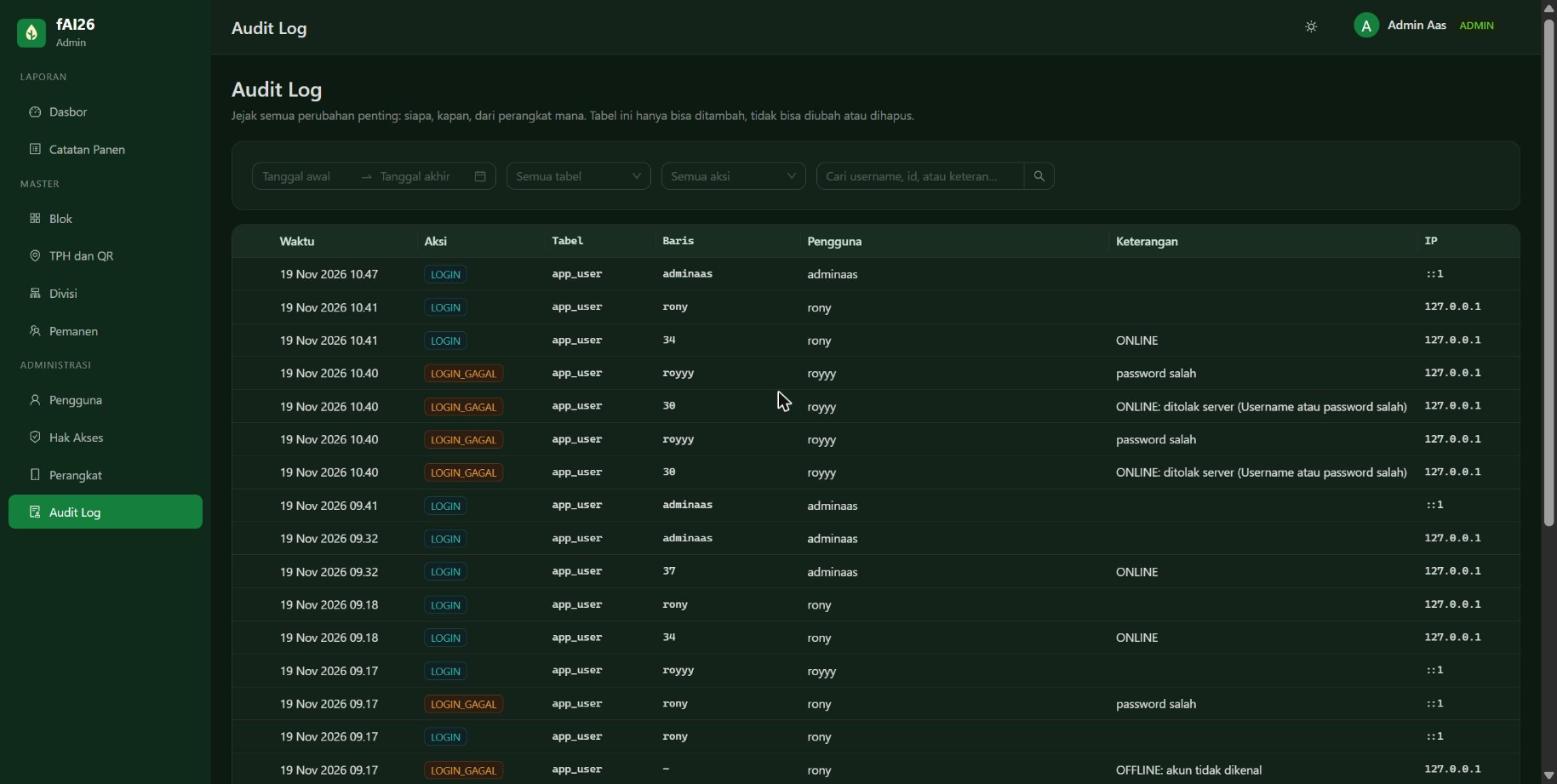 fAI26
Admin
Audit Log
A Admin Aas ADMIN
LAPORAN
Dasbor
Catatan Panen
MASTER
Blok
TPH dan QR
Divisi
Pemanen
ADMINISTRASI
Pengguna
Hak Akses
Perangkat
Audit Log
Audit Log
Jejak semua perubahan penting: siapa, kapan, dari perangkat mana. Tabel ini hanya bisa ditambah, tidak bisa diubah atau dihapus.
Tanggal awal → Tanggal akhir Semua tabel Semua aksi Cari username, id, atau keteran...
Waktu Aksi Tabel Baris Pengguna Keterangan IP
19 Nov 2026 10.47 LOGIN app_user adminaas adminaas ::1
19 Nov 2026 10.41 LOGIN app_user rony rony 127.0.0.1
19 Nov 2026 10.41 LOGIN app_user 34 rony ONLINE 127.0.0.1
19 Nov 2026 10.40 LOGIN_GAGAL app_user royyy royyy password salah 127.0.0.1
19 Nov 2026 10.40 LOGIN_GAGAL app_user 30 royyy ONLINE: ditolak server (Username atau password salah) 127.0.0.1
19 Nov 2026 10.40 LOGIN_GAGAL app_user royyy royyy password salah 127.0.0.1
19 Nov 2026 10.40 LOGIN_GAGAL app_user 30 royyy ONLINE: ditolak server (Username atau password salah) 127.0.0.1
19 Nov 2026 09.41 LOGIN app_user adminaas adminaas ::1
19 Nov 2026 09.32 LOGIN app_user adminaas adminaas 127.0.0.1
19 Nov 2026 09.32 LOGIN app_user 37 adminaas ONLINE 127.0.0.1
19 Nov 2026 09.18 LOGIN app_user rony rony 127.0.0.1
19 Nov 2026 09.18 LOGIN app_user 34 rony ONLINE 127.0.0.1
19 Nov 2026 09.17 LOGIN app_user royyy royyy ::1
19 Nov 2026 09.17 LOGIN_GAGAL app_user rony rony password salah ::1
19 Nov 2026 09.17 LOGIN app_user rony rony ::1
19 Nov 2026 09.17 LOGIN_GAGAL app_user – rony OFFLINE: akun tidak dikenal 127.0.0.1